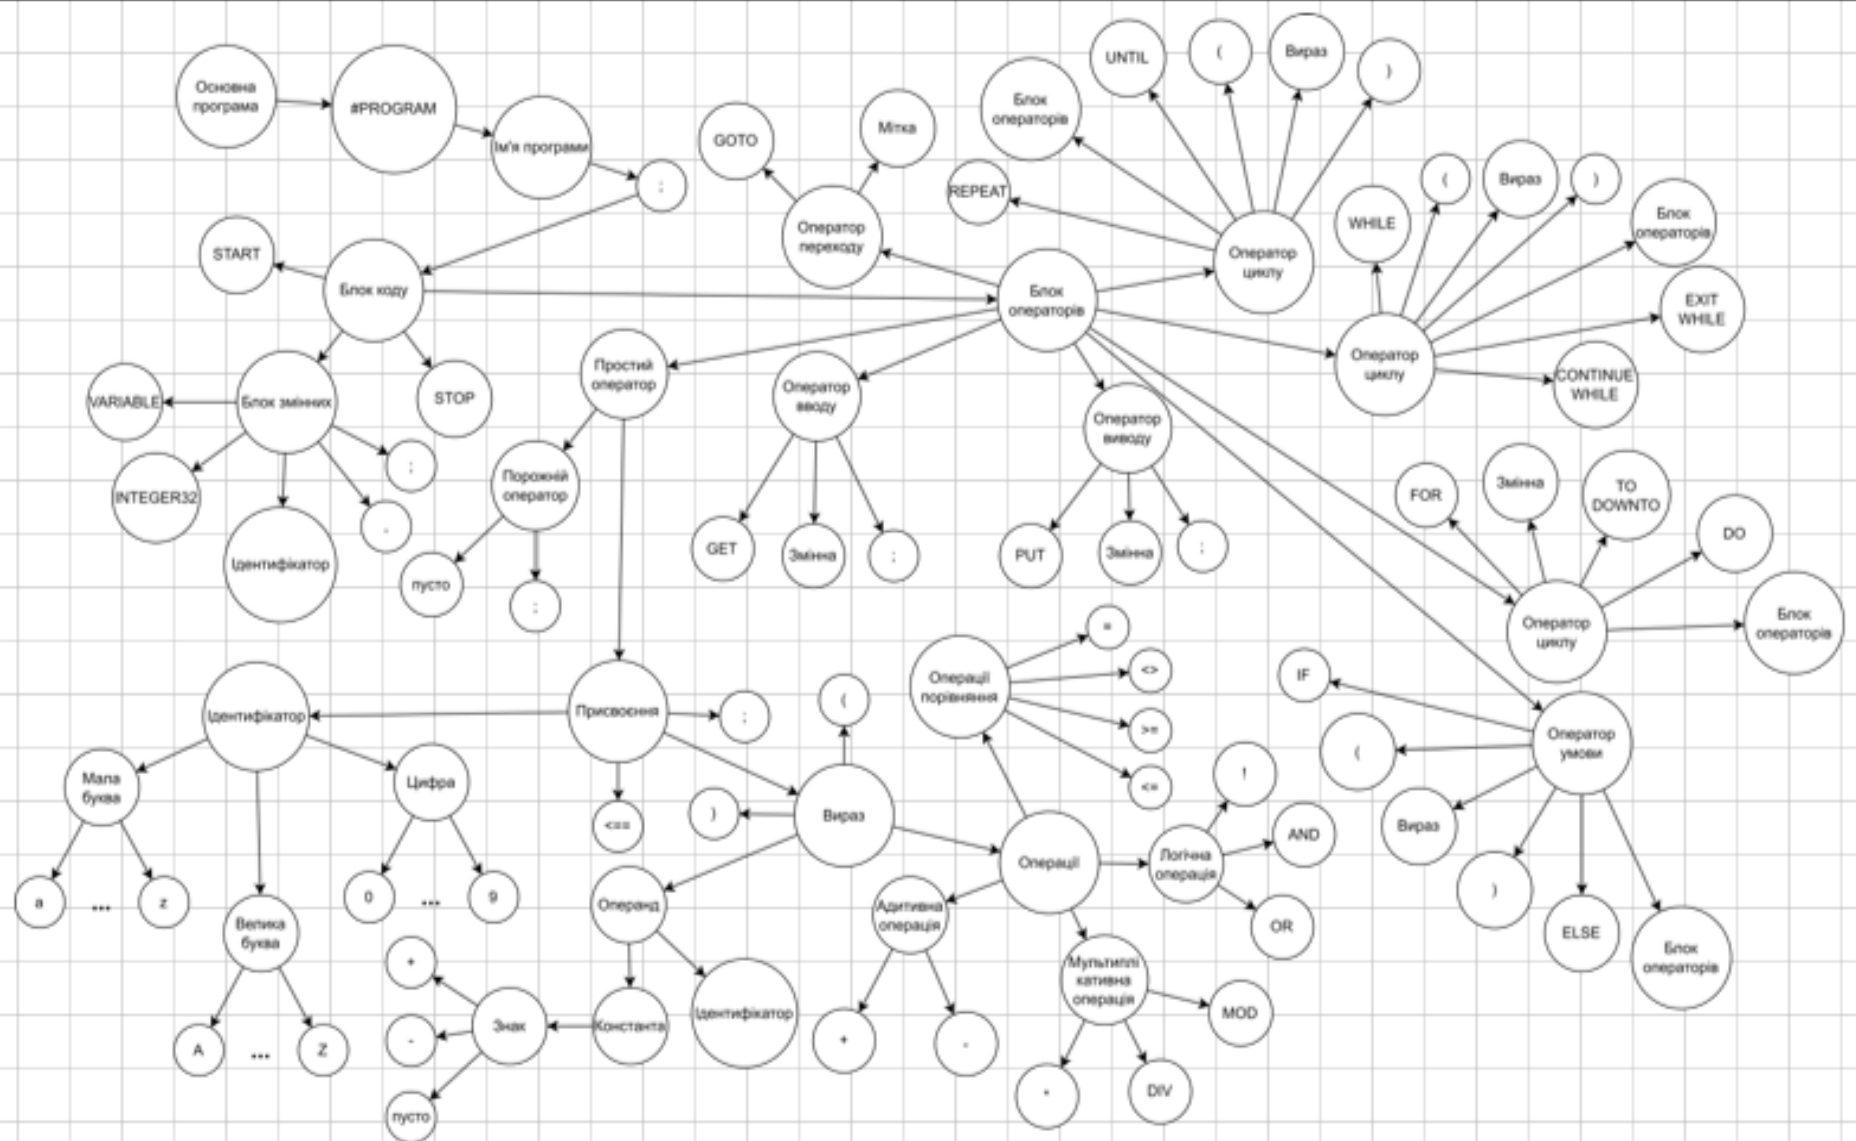 Основна
програма
#PROGRAM
Ім'я програми
;
START
Блок коду
VARIABLE
Блок змінних
STOP
INTEGER32
;
Ідентифікатор
GOTO
Мітка
Оператор
переходу
Блок
операторів
UNTIL
(
Вираз
)
REPEAT
Оператор
циклу
Блок
операторів
WHILE
(
Вираз
)
Блок
операторів
EXIT
WHILE
CONTINUE
WHILE
Оператор
циклу
Простий
оператор
Порожній
оператор
пусто
;
Оператор
вводу
GET
Змінна
;
Оператор
виводу
PUT
Змінна
;
FOR
Змінна
TO
DOWNTO
DO
Оператор
циклу
Блок
операторів
Ідентифікатор
Мала
буква
a
...
z
Велика
буква
A
...
Z
Цифра
0
...
9
Присвоєння
;
<==
(
)
Вираз
Операнд
Константа
Ідентифікатор
Знак
+
-
пусто
Операції
порівняння
=
<>
>=
<=
Операції
Логічна
операція
!
AND
OR
Адитивна
операція
+
-
Мультиплі
кативна
операція
MOD
DIV
IF
(
Вираз
)
ELSE
Оператор
умови
Блок
операторів